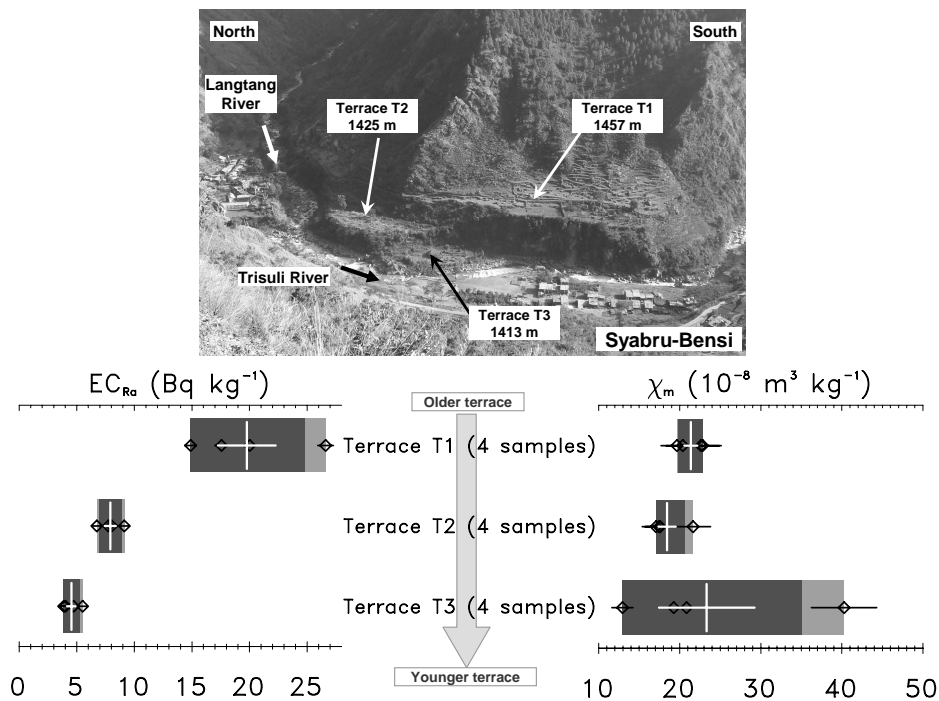 North
South
Langtang
River
Terrace T2
1425 m
Terrace T1
1457 m
Trisuli River
Terrace T3
1413 m
Syabru-Bensi
EC_Ra (Bq kg⁻¹)
χ_m (10⁻⁸ m³ kg⁻¹)
Older terrace
Terrace T1 (4 samples)
Terrace T2 (4 samples)
Terrace T3 (4 samples)
Younger terrace
0 5 10 15 20 25
10 20 30 40 50